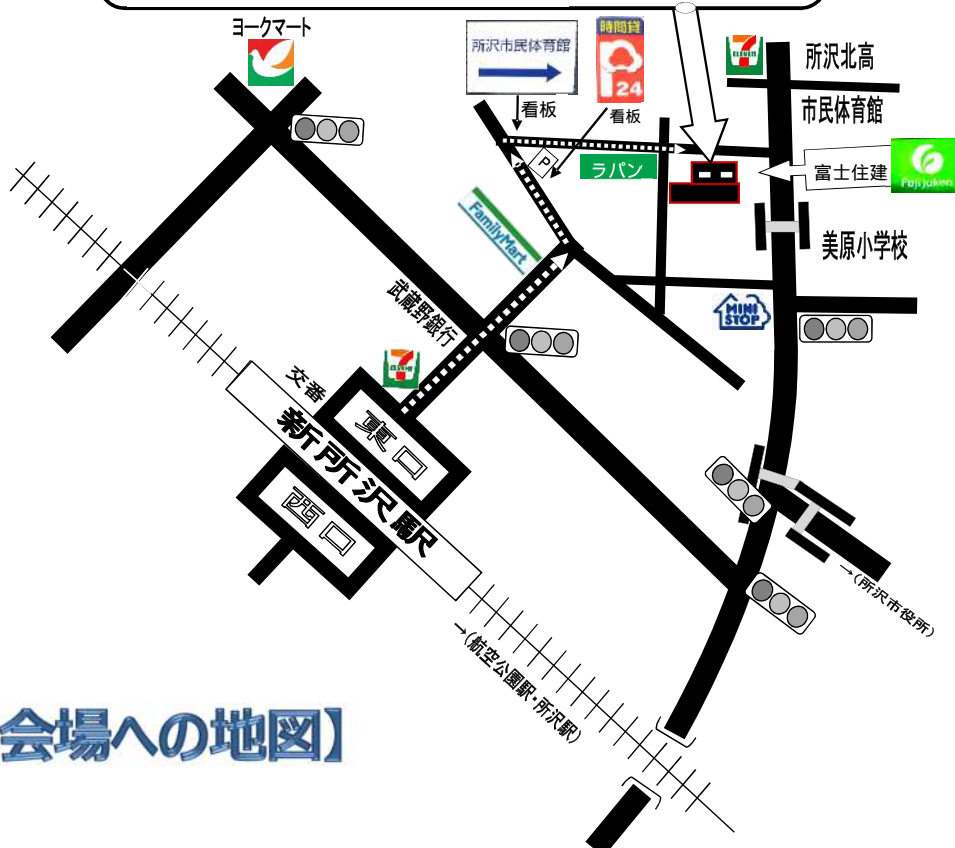 ヨークマート
所沢市民体育館
時間貸
P
24
看板
看板
P
ラパン
ELEVEN
所沢北高
市民体育館
富士住建
Fuji Juken
FamilyMart
美原小学校
MINI
STOP
武蔵野銀行
交番
東口
新所沢駅
西口
→(所沢市役所)
→(航空公園駅・所沢駅)
会場への地図】